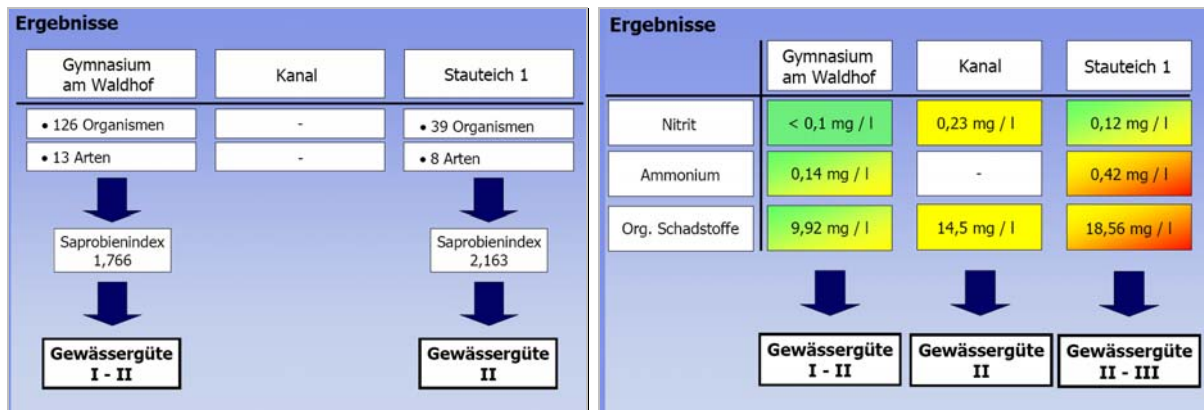 Ergebnisse
Gymnasium
am Waldhof
Kanal
Stauteich 1
• 126 Organismen
-
• 39 Organismen
• 13 Arten
-
• 8 Arten
Saprobienindex
1,766
Saprobienindex
2,163
Gewässergüte
I - II
Gewässergüte
II
Ergebnisse
Gymnasium
am Waldhof
Kanal
Stauteich 1
Nitrit
< 0,1 mg / l
0,23 mg / l
0,12 mg / l
Ammonium
0,14 mg / l
-
0,42 mg / l
Org. Schadstoffe
9,92 mg / l
14,5 mg / l
18,56 mg / l
Gewässergüte
I - II
Gewässergüte
II
Gewässergüte
II - III